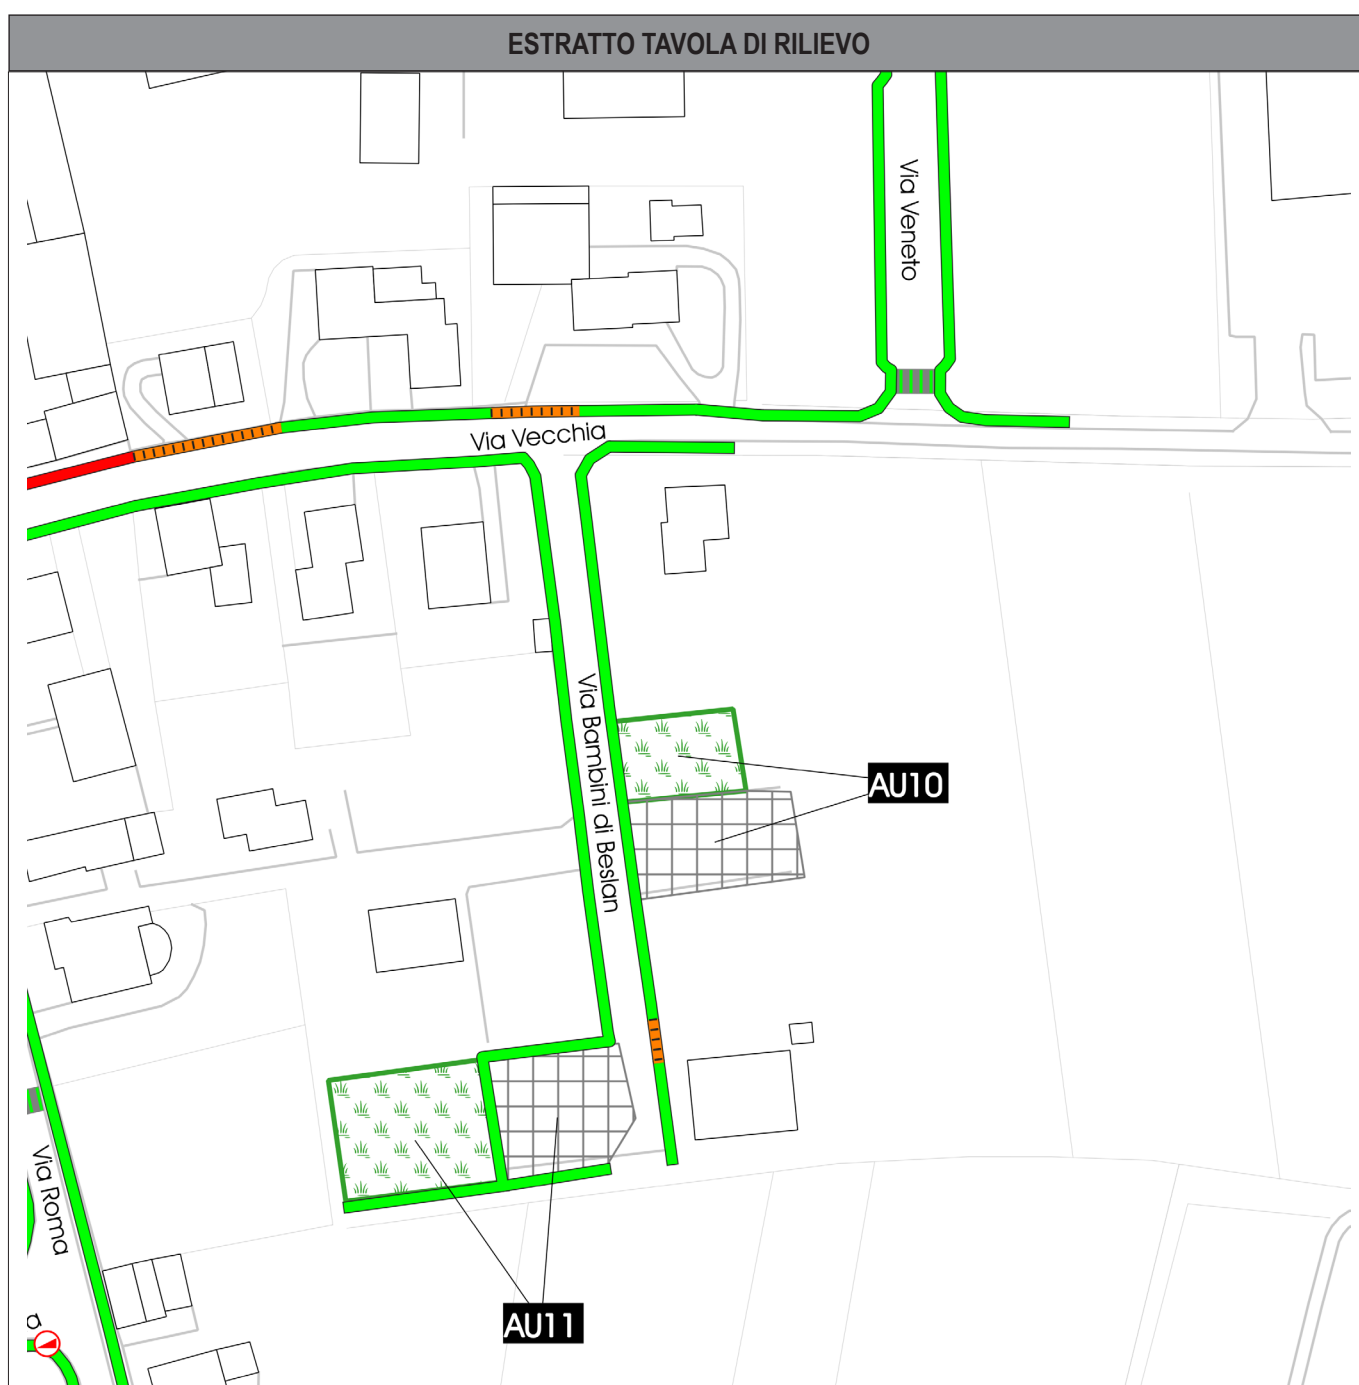 ESTRATTO TAVOLA DI RILIEVO
Via Veneto
Via Vecchia
Via Bambini di Beslan
AU10
Via Roma
a
AU11